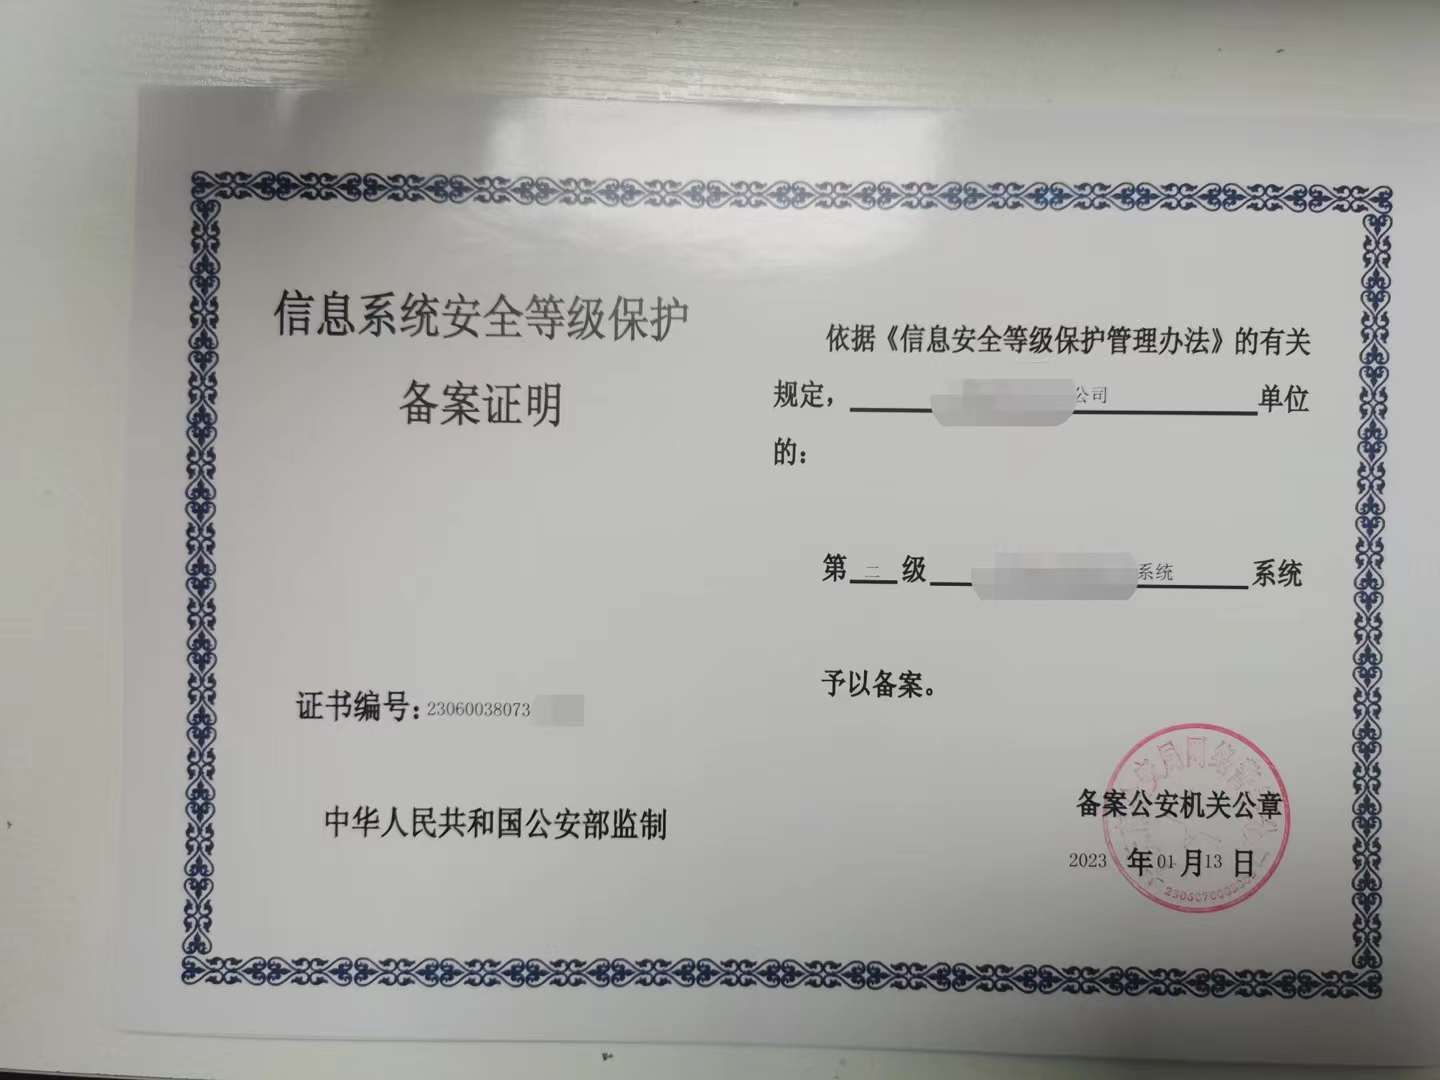 信息系统安全等级保护
备案证明
依据《信息安全等级保护管理办法》的有关
规定，公司单位
的：
第二级系统系统
予以备案。
证书编号：23060038073
中华人民共和国公安部监制
备案公安机关公章
2023 年01月13 日